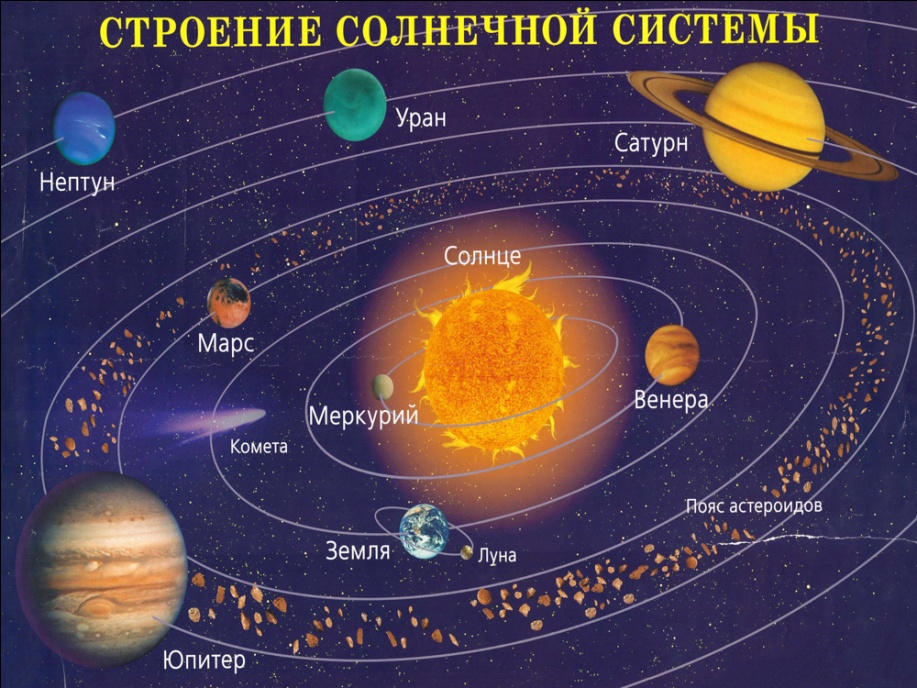 СТРОЕНИЕ СОЛНЕЧНОЙ СИСТЕМЫ
Уран
Сатурн
Нептун
Солнце
Марс
Венера
Меркурий
Комета
Пояс астероидов
Земля
Луна
Юпитер